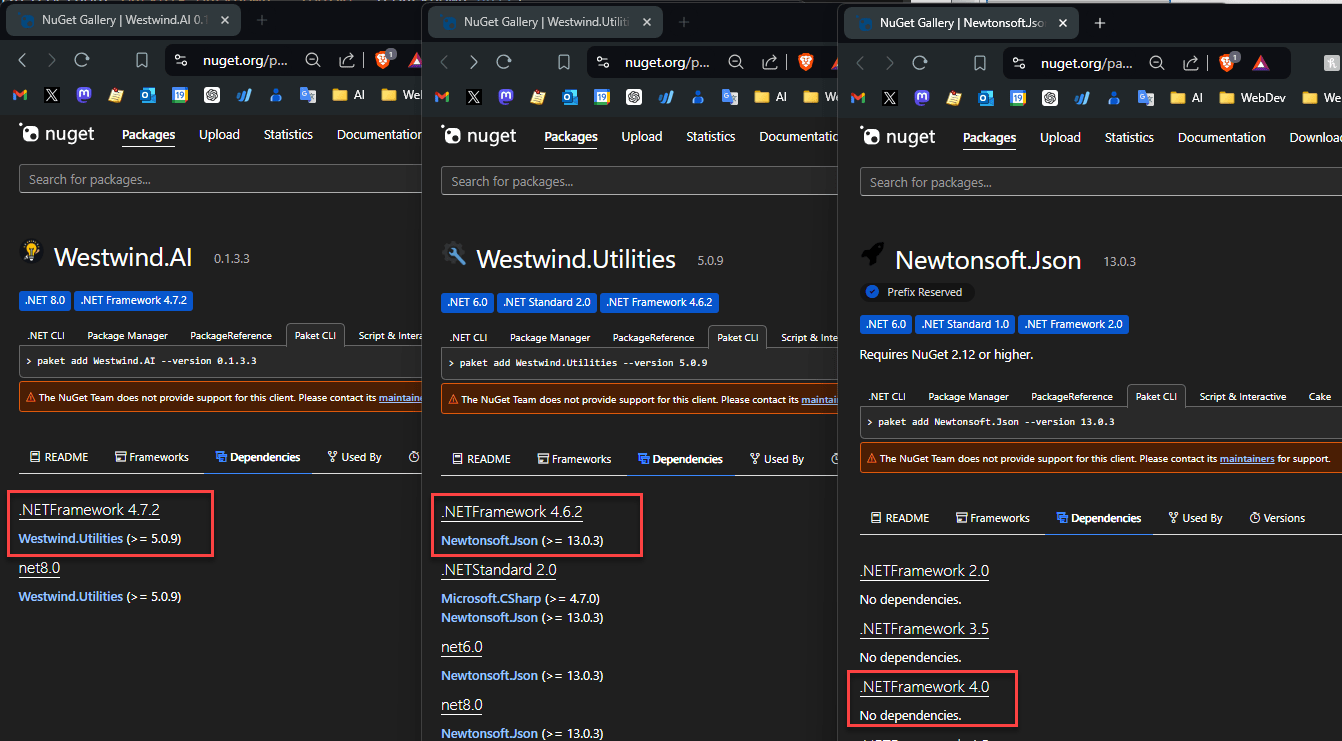 NuGet Gallery | Westwind.AI 0.1
nuget.org/p...
1
AI
Web
nuget
Packages
Upload
Statistics
Documentation
Search for packages...
Westwind.AI 0.1.3.3
.NET 8.0
.NET Framework 4.7.2
.NET CLI
Package Manager
PackageReference
Paket CLI
Script & Intera
> paket add Westwind.AI --version 0.1.3.3
The NuGet Team does not provide support for this client. Please contact its maintaine
README
Frameworks
Dependencies
Used By
.NETFramework 4.7.2
Westwind.Utilities (>= 5.0.9)
net8.0
Westwind.Utilities (>= 5.0.9)
NuGet Gallery | Westwind.Utiliti
nuget.org/p...
AI
We
nuget
Packages
Upload
Statistics
Documentatio
Search for packages...
Westwind.Utilities 5.0.9
.NET 6.0
.NET Standard 2.0
.NET Framework 4.6.2
.NET CLI
Package Manager
PackageReference
Paket CLI
Script & Inte
> paket add Westwind.Utilities --version 5.0.9
The NuGet Team does not provide support for this client. Please contact its maintai
README
Frameworks
Dependencies
Used By
.NETFramework 4.6.2
Newtonsoft.Json (>= 13.0.3)
.NETStandard 2.0
Microsoft.CSharp (>= 4.7.0)
Newtonsoft.Json (>= 13.0.3)
net6.0
Newtonsoft.Json (>= 13.0.3)
net8.0
Newtonsoft.Json (>= 13.0.3)
NuGet Gallery | Newtonsoft.Jso
nuget.org/pa...
1
AI
WebDev
We
nuget
Packages
Upload
Statistics
Documentation
Downloa
Search for packages...
Newtonsoft.Json 13.0.3
Prefix Reserved
.NET 6.0
.NET Standard 1.0
.NET Framework 2.0
Requires NuGet 2.12 or higher.
.NET CLI
Package Manager
PackageReference
Paket CLI
Script & Interactive
Cake
> paket add Newtonsoft.Json --version 13.0.3
The NuGet Team does not provide support for this client. Please contact its maintainers for support.
README
Frameworks
Dependencies
Used By
Versions
.NETFramework 2.0
No dependencies.
.NETFramework 3.5
No dependencies.
.NETFramework 4.0
No dependencies.